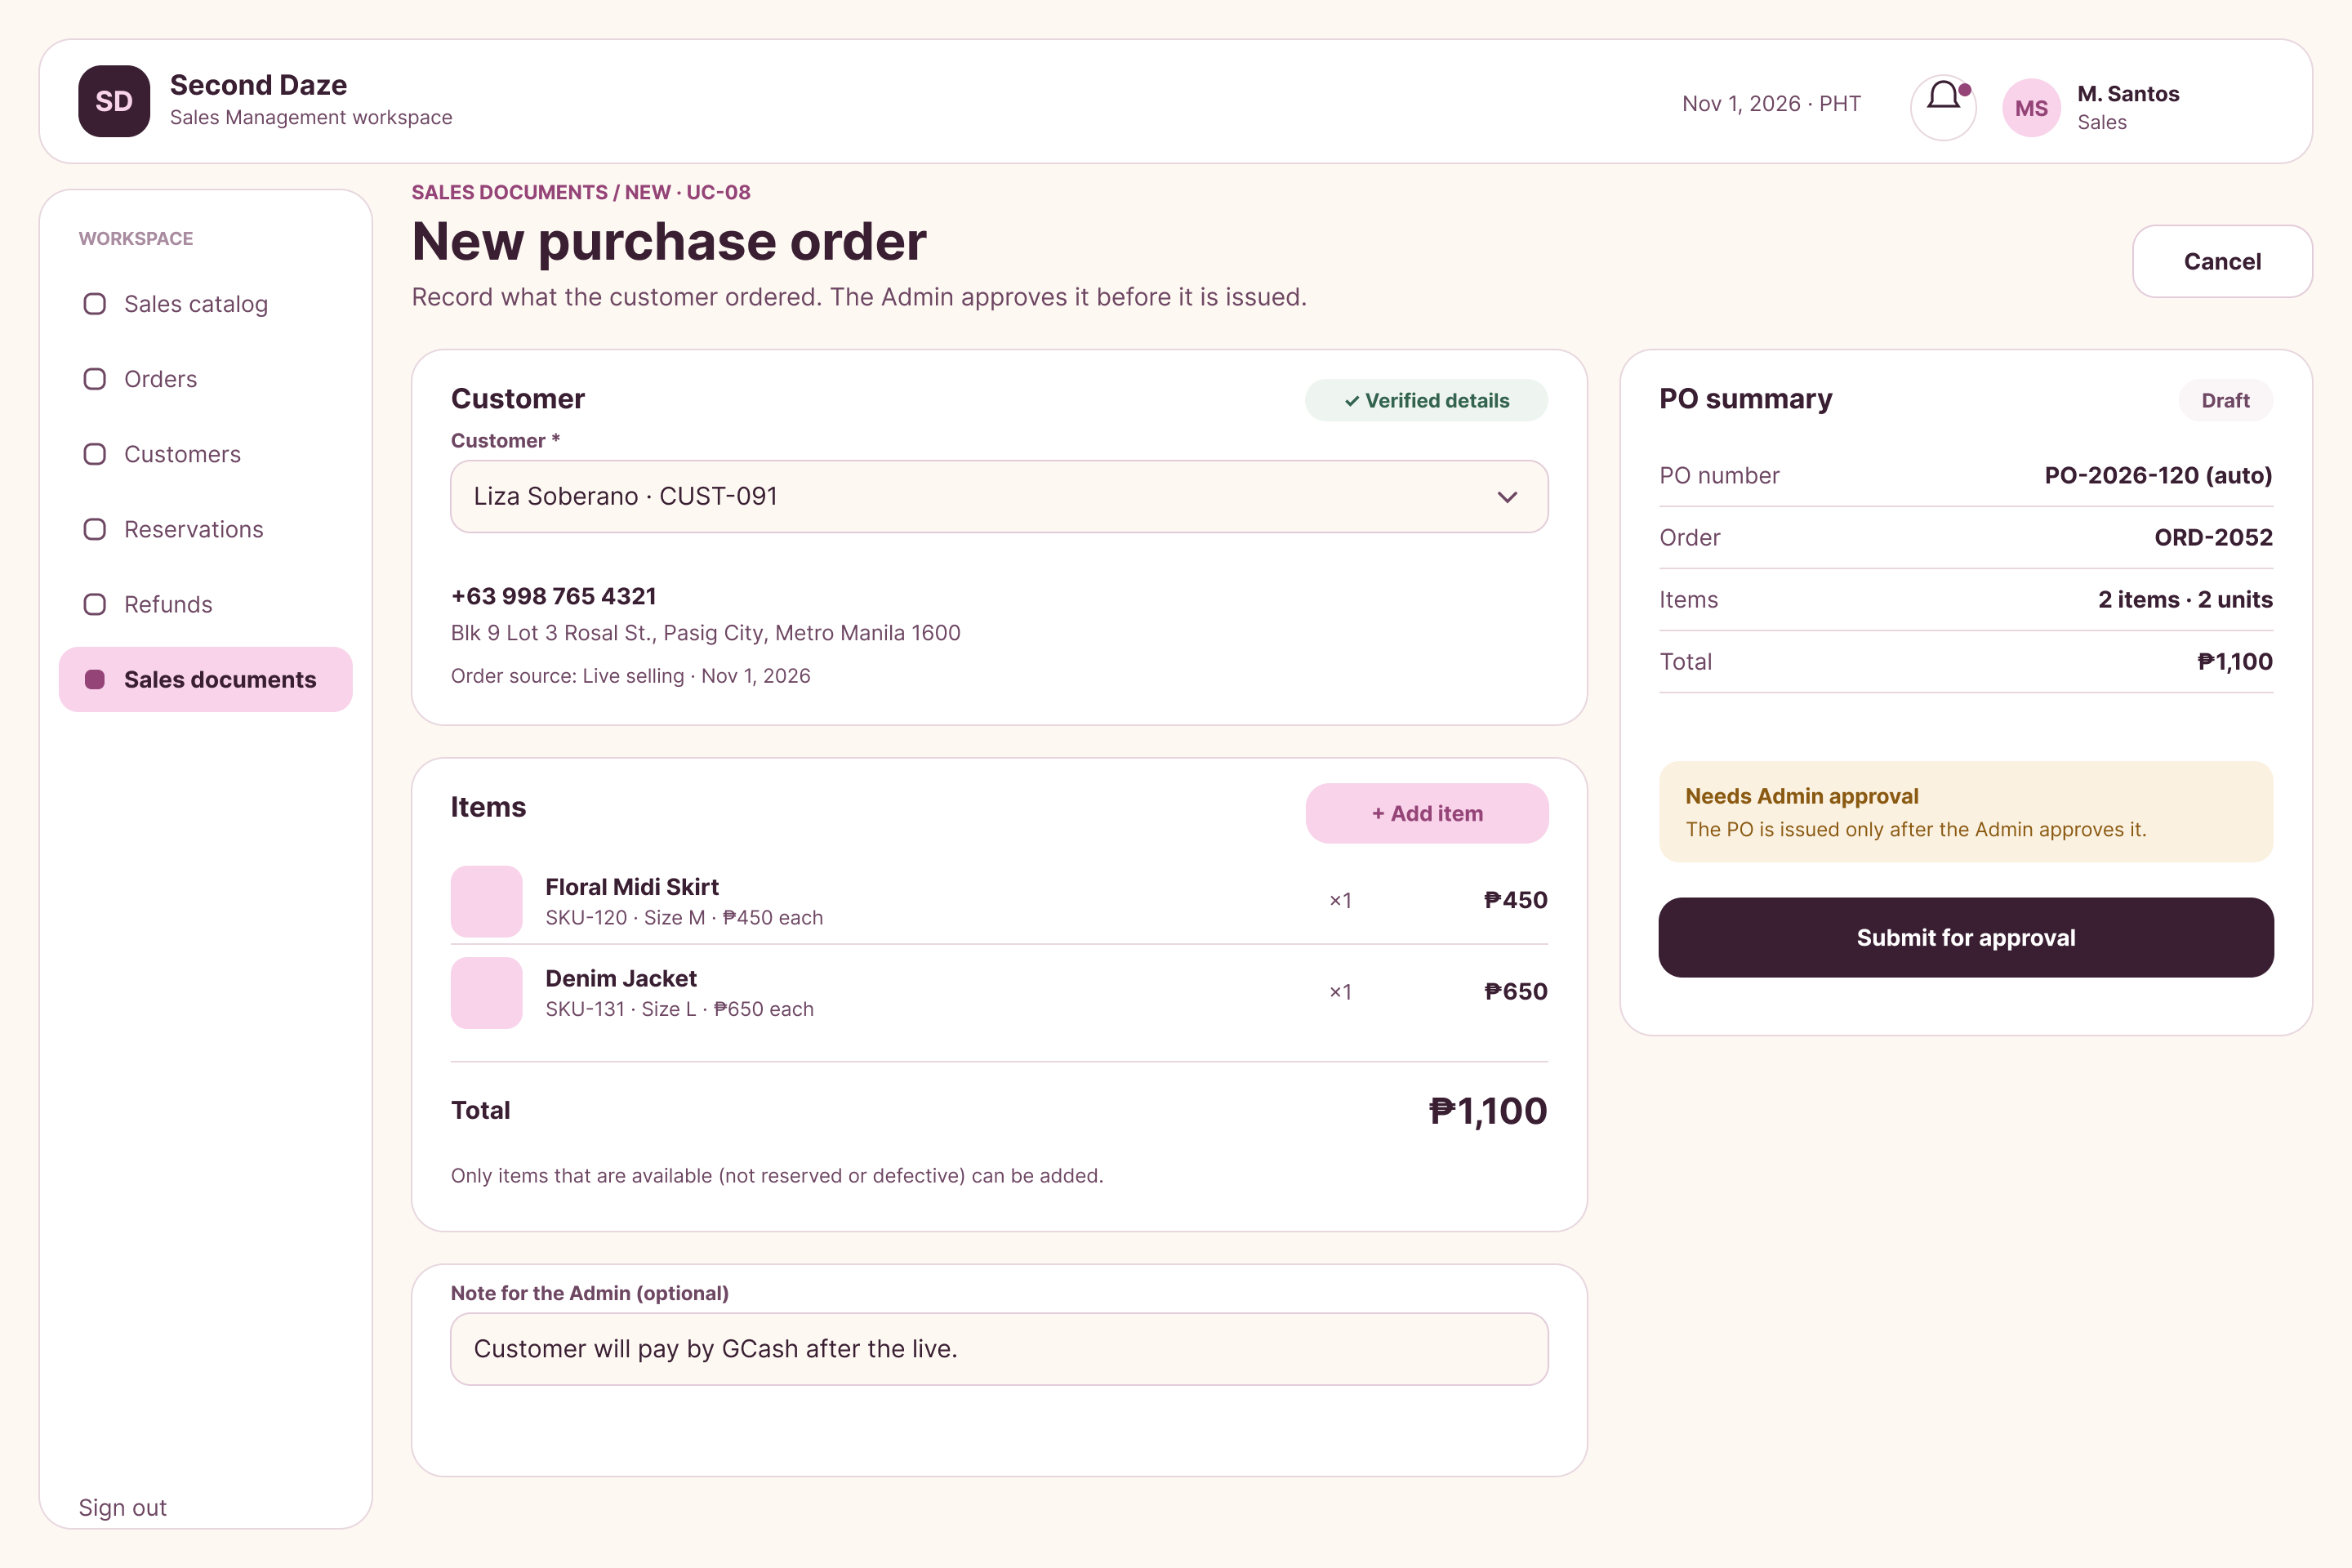 SD
Second Daze
Sales Management workspace
Nov 1, 2026 · PHT
MS
M. Santos
Sales
WORKSPACE
Sales catalog
Orders
Customers
Reservations
Refunds
Sales documents
Sign out
SALES DOCUMENTS / NEW · UC-08
New purchase order
Record what the customer ordered. The Admin approves it before it is issued.
Cancel
Customer
✓ Verified details
Customer *
Liza Soberano · CUST-091
+63 998 765 4321
Blk 9 Lot 3 Rosal St., Pasig City, Metro Manila 1600
Order source: Live selling · Nov 1, 2026
Items
+ Add item
Floral Midi Skirt
SKU-120 · Size M · ₱450 each
×1
₱450
Denim Jacket
SKU-131 · Size L · ₱650 each
×1
₱650
Total
₱1,100
Only items that are available (not reserved or defective) can be added.
Note for the Admin (optional)
Customer will pay by GCash after the live.
PO summary
Draft
PO number
PO-2026-120 (auto)
Order
ORD-2052
Items
2 items · 2 units
Total
₱1,100
Needs Admin approval
The PO is issued only after the Admin approves it.
Submit for approval